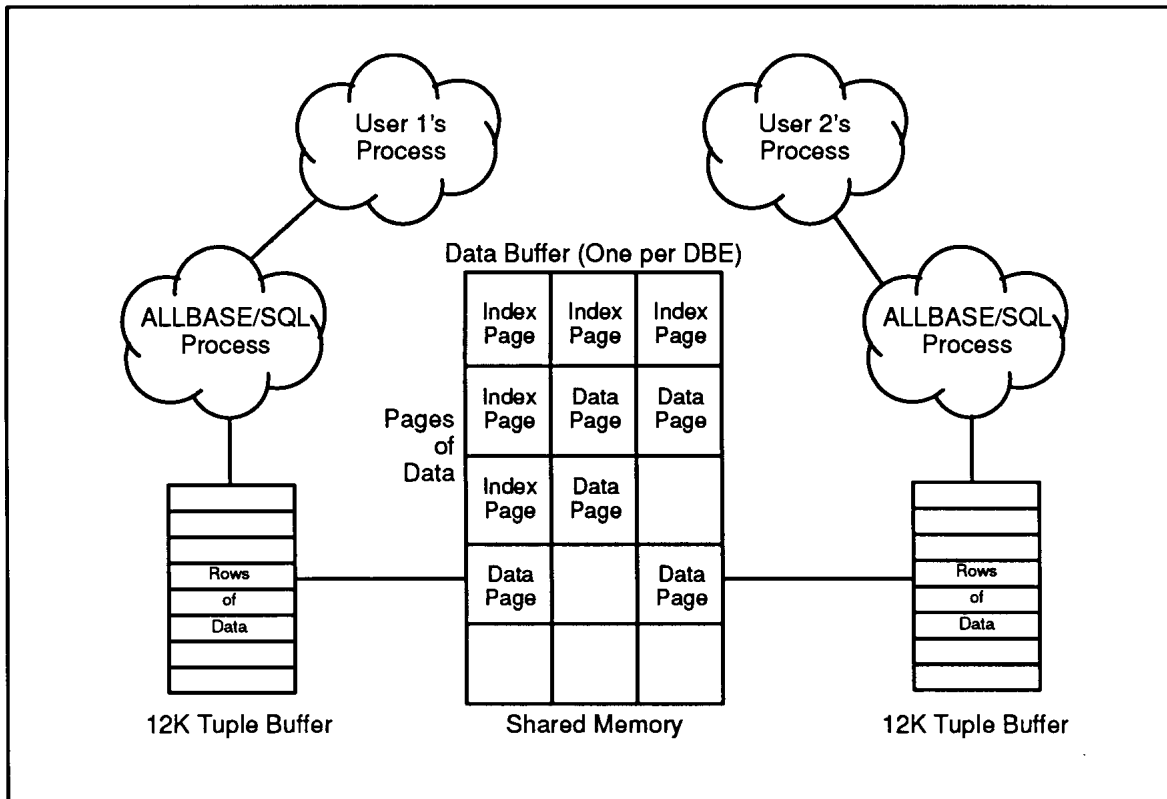 User 1's
Process
User 2's
Process
ALLBASE/SQL
Process
Data Buffer (One per DBE)
ALLBASE/SQL
Process
Index
Page
Index
Page
Index
Page
Pages
of
Data
Index
Page
Data
Page
Data
Page
Index
Page
Data
Page
Rows
of
Data
Data
Page
Data
Page
Rows
of
Data
12K Tuple Buffer
Shared Memory
12K Tuple Buffer